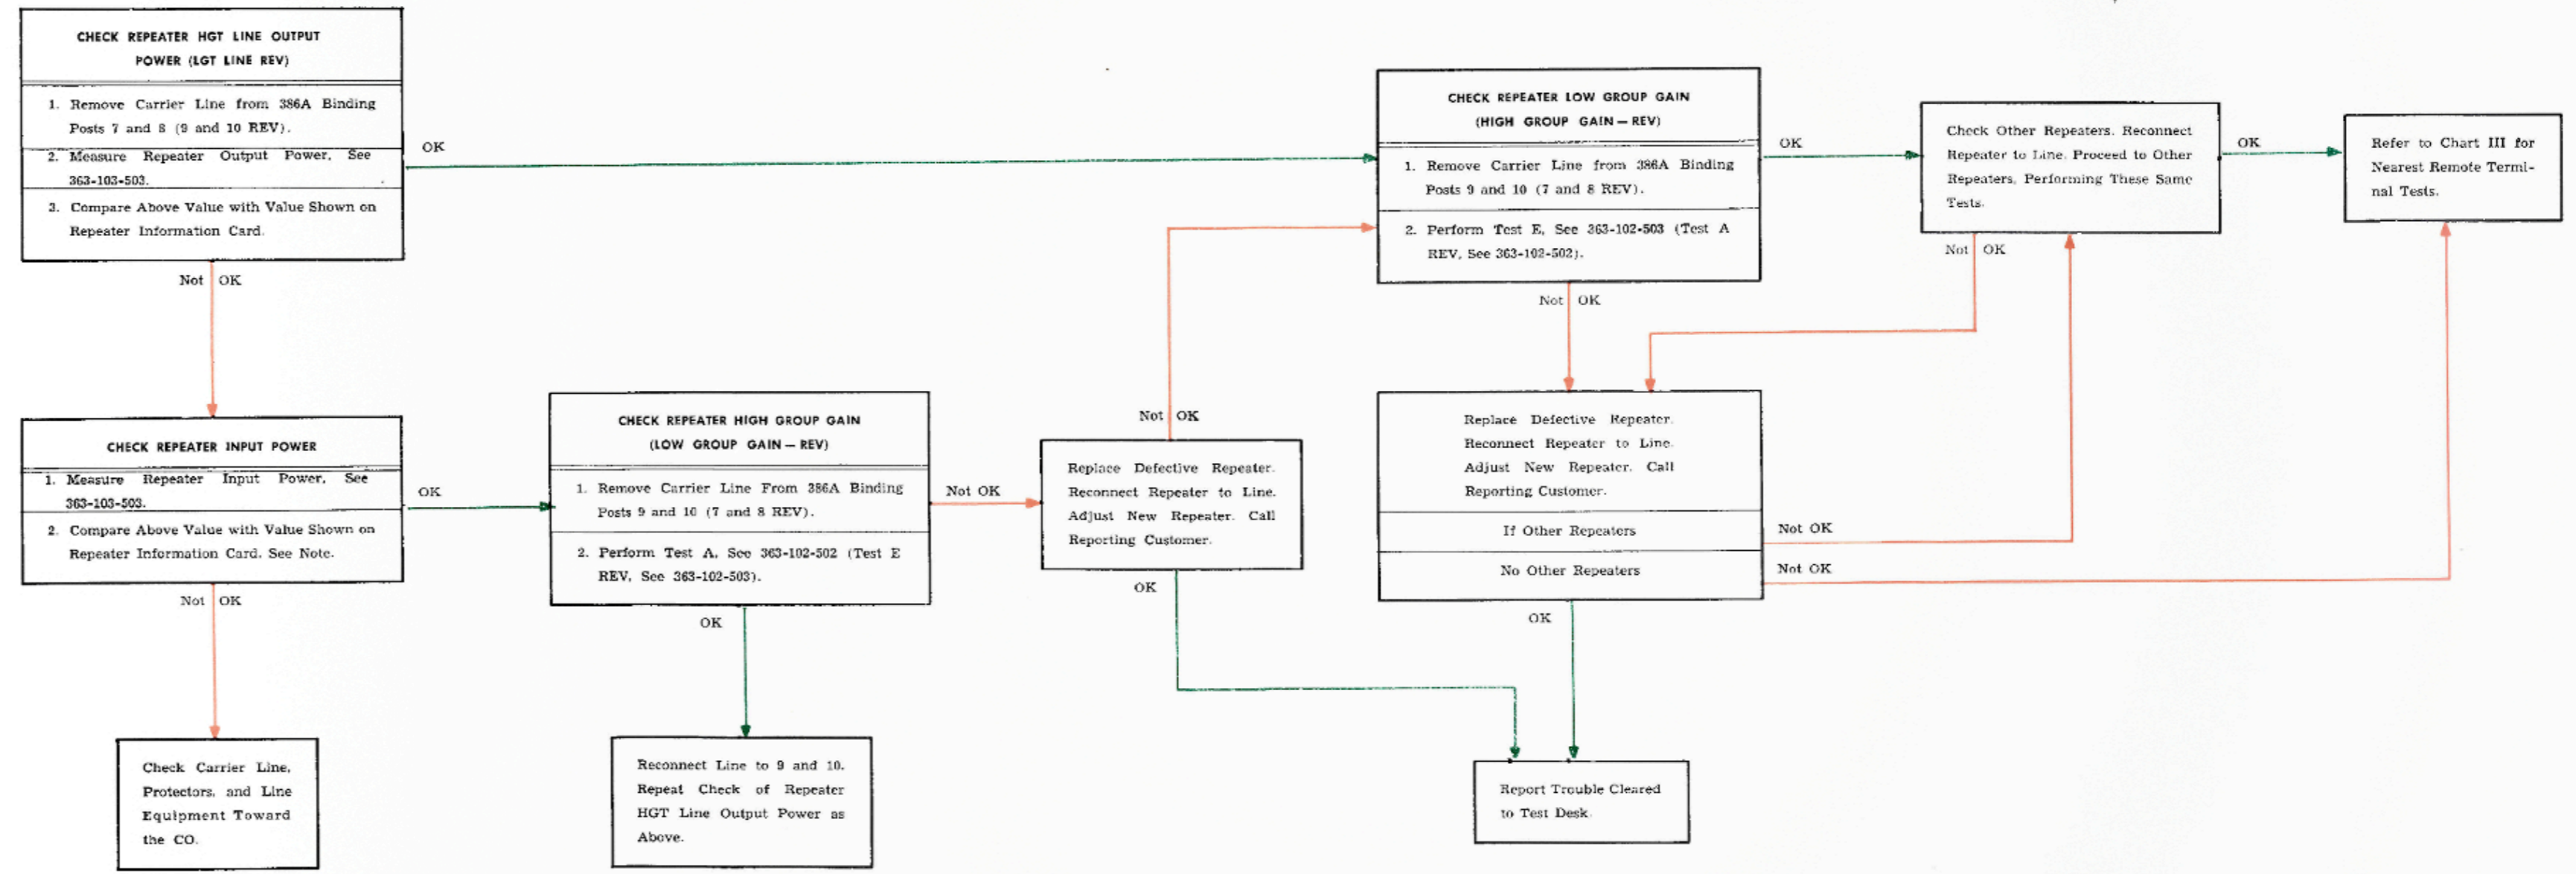 CHECK REPEATER HGT LINE OUTPUT
POWER (LGT LINE REV)
1. Remove Carrier Line from 386A Binding
Posts 7 and 8 (9 and 10 REV).
2. Measure Repeater Output Power, See
363-103-503.
3. Compare Above Value with Value Shown on
Repeater Information Card.
OK
Not OK
CHECK REPEATER INPUT POWER
1. Measure Repeater Input Power, See
363-103-503.
2. Compare Above Value with Value Shown on
Repeater Information Card. See Note.
OK
Not OK
Check Carrier Line,
Protectors, and Line
Equipment Toward
the CO.
CHECK REPEATER HIGH GROUP GAIN
(LOW GROUP GAIN — REV)
1. Remove Carrier Line From 386A Binding
Posts 9 and 10 (7 and 8 REV).
2. Perform Test A, See 363-102-502 (Test E
REV, See 363-102-503).
Not OK
OK
Reconnect Line to 9 and 10.
Repeat Check of Repeater
HGT Line Output Power as
Above.
Not OK
Replace Defective Repeater.
Reconnect Repeater to Line.
Adjust New Repeater. Call
Reporting Customer.
OK
CHECK REPEATER LOW GROUP GAIN
(HIGH GROUP GAIN — REV)
1. Remove Carrier Line from 386A Binding
Posts 9 and 10 (7 and 8 REV).
2. Perform Test E, See 363-102-503 (Test A
REV, See 363-102-502).
OK
Not OK
Replace Defective Repeater.
Reconnect Repeater to Line.
Adjust New Repeater. Call
Reporting Customer.
If Other Repeaters
No Other Repeaters
Not OK
Not OK
OK
Report Trouble Cleared
to Test Desk.
Check Other Repeaters. Reconnect
Repeater to Line. Proceed to Other
Repeaters, Performing These Same
Tests.
OK
Not OK
Refer to Chart III for
Nearest Remote Termi-
nal Tests.